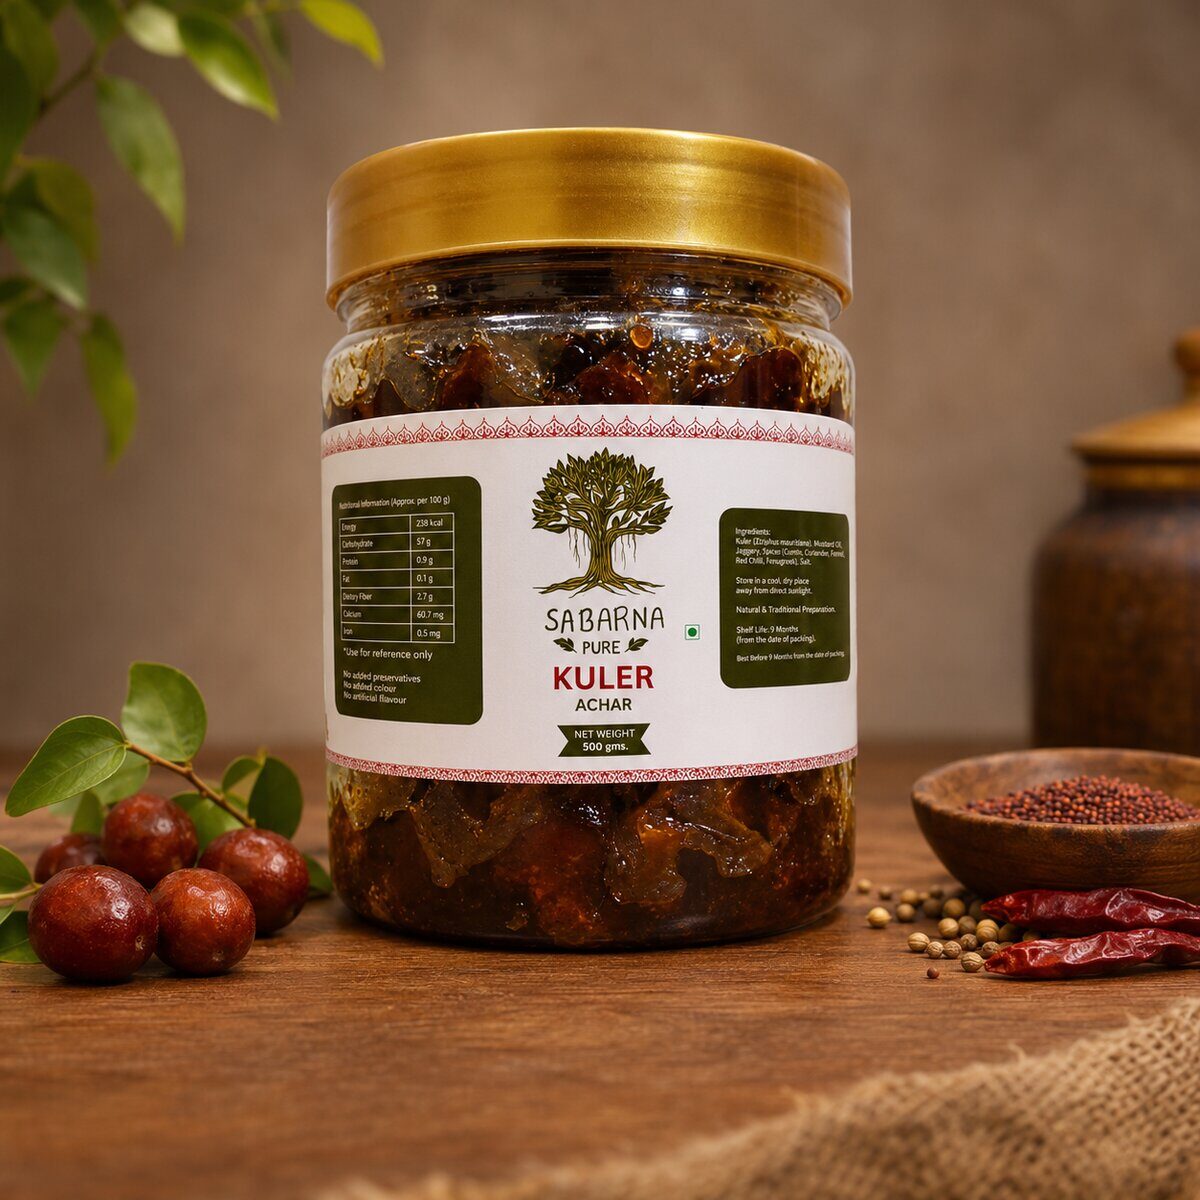 Nutritional Information (Approx. per 100 g)
Energy 238 kcal
Carbohydrate 57 g
Protein 0.9 g
Fat 0.1 g
Dietary Fiber 2.7 g
Calcium 60.7 mg
Iron 0.5 mg
*Use for reference only
No added preservatives
No added colour
No artificial flavour
SABARNA
PURE
KULER
ACHAR
NET WEIGHT
500 gms.
Ingredients:
Kuler (Ziziphus mauritiana), Mustard Oil,
Jaggery, Spices (Cumin, Coriander, Fennel,
Red Chilli, Fenugreek), Salt.
Store in a cool, dry place
away from direct sunlight.
Natural & Traditional Preparation.
Shelf Life: 9 Months
(from the date of packing).
Best Before 9 Months from the date of packing.